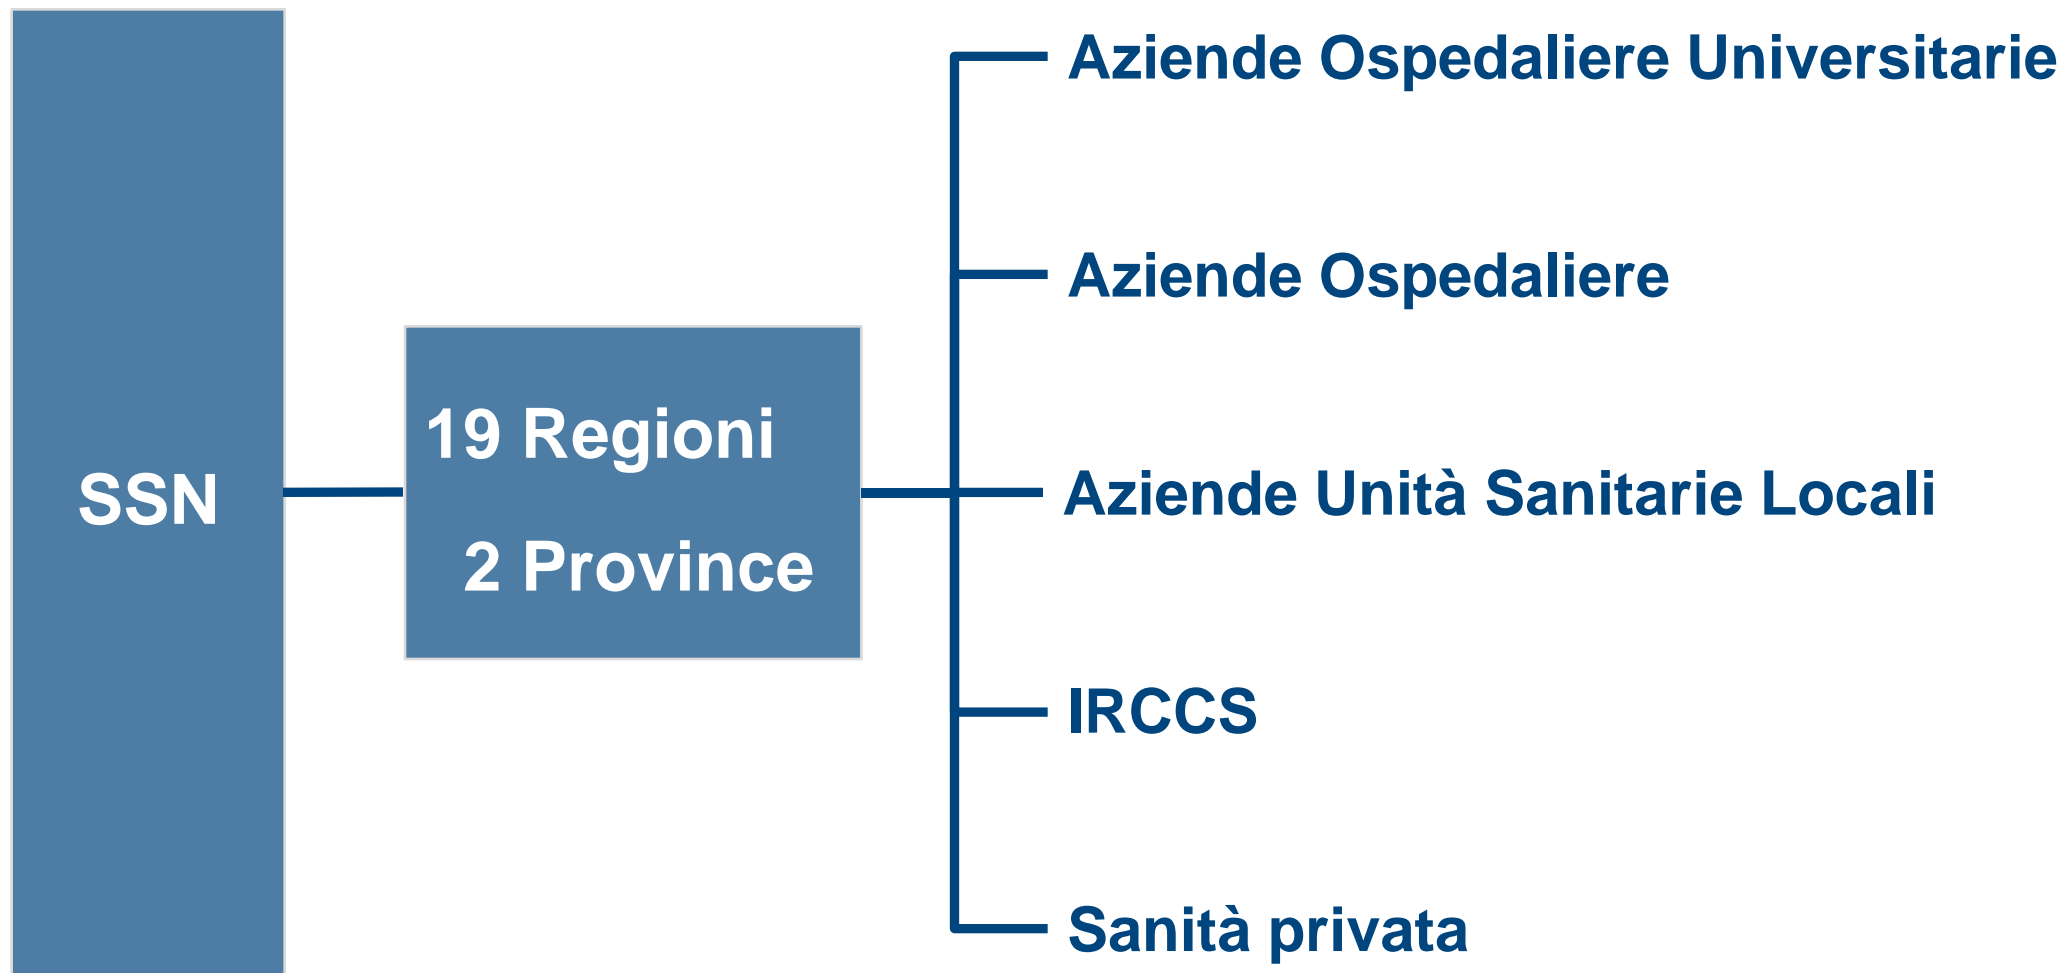 SSN
19 Regioni
2 Province
Aziende Ospedaliere Universitarie
Aziende Ospedaliere
Aziende Unità Sanitarie Locali
IRCCS
Sanità privata